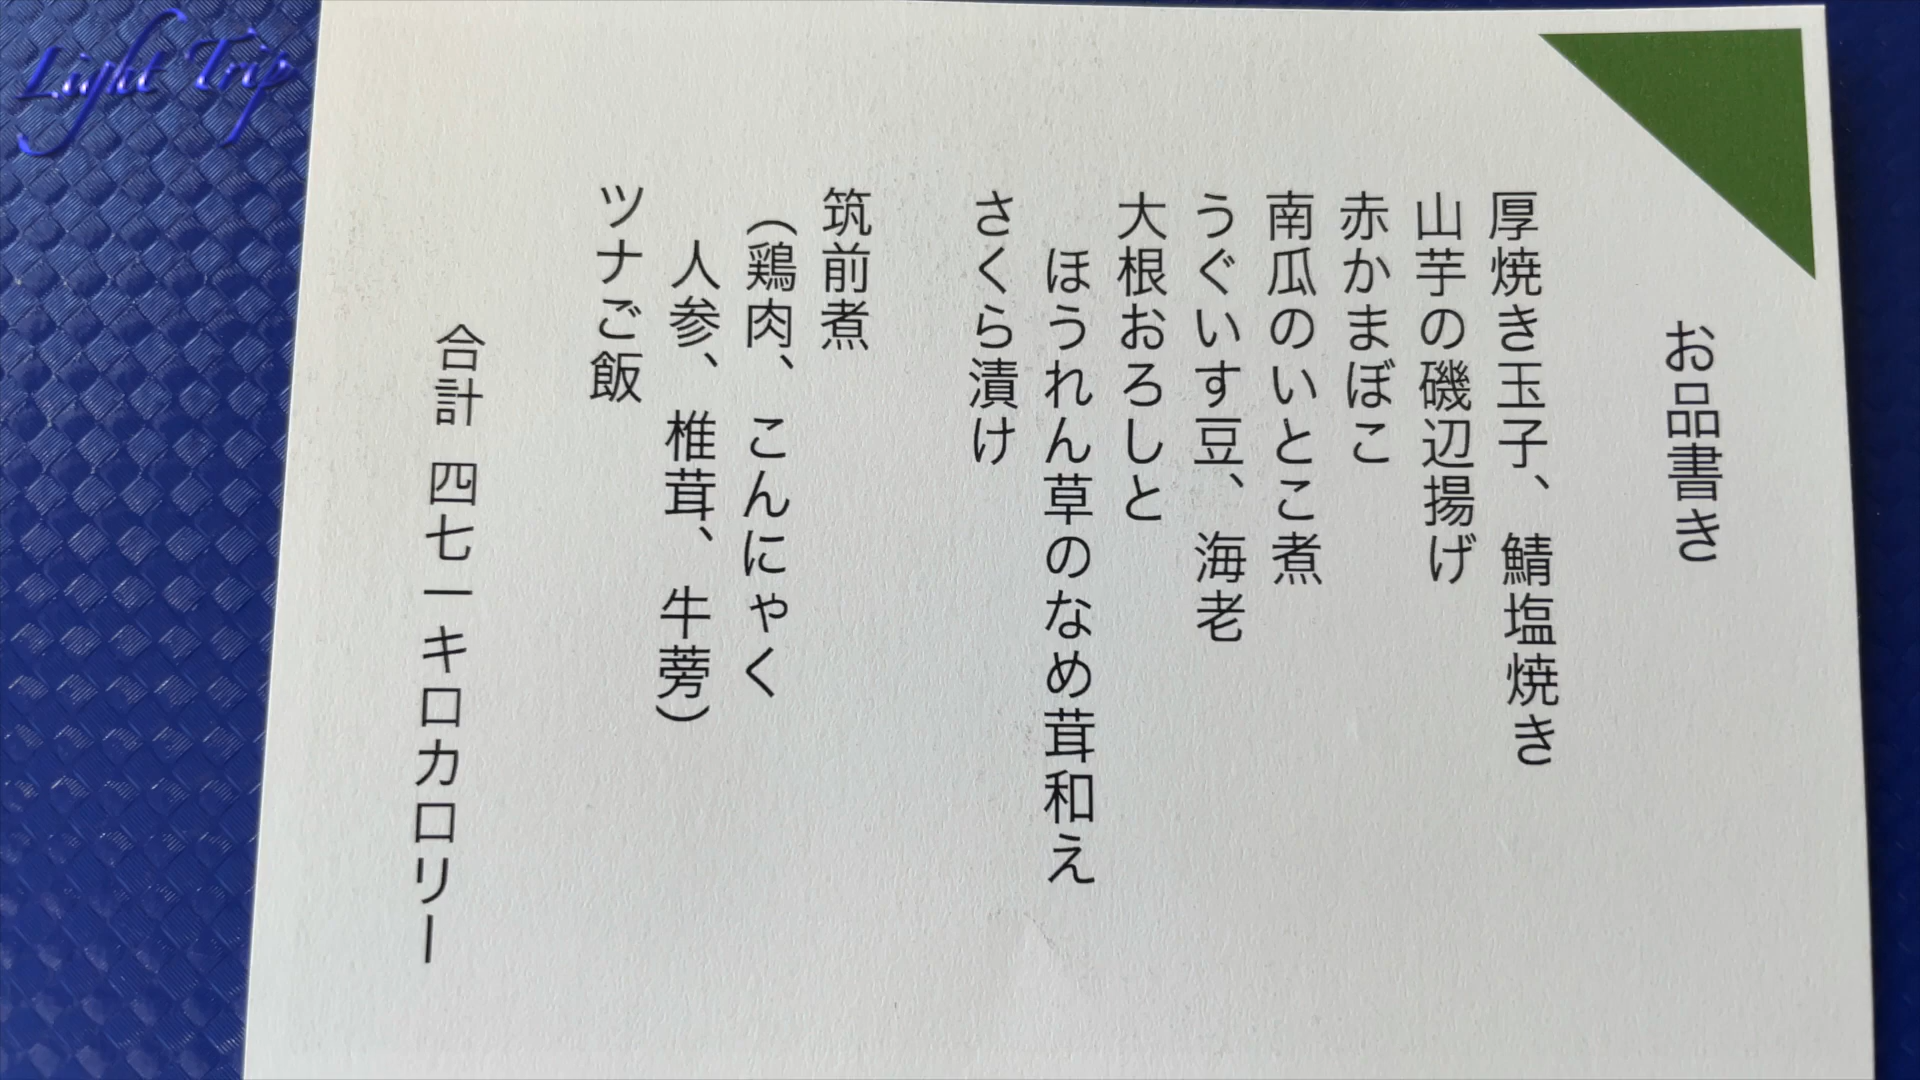 Light Trip
お品書き
厚焼き玉子、鯖塩焼き
山芋の磯辺揚げ
赤かまぼこ
南瓜のいとこ煮
うぐいす豆、海老
大根おろしと
ほうれん草のなめ茸和え
さくら漬け
筑前煮
（鶏肉、こんにゃく
人参、椎茸、牛蒡）
ツナご飯
合計 四七一キロカロリー